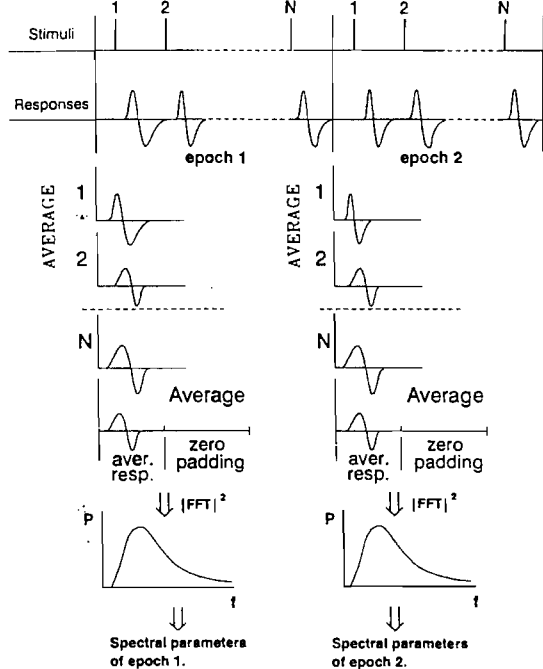 1 2 N 1 2 N
Stimuli
Responses
epoch 1 epoch 2
AVERAGE 1 AVERAGE 1
2 2
N N
Average Average
aver. resp. zero padding aver. resp. zero padding
|FFT|² |FFT|²
P P
f f
Spectral parameters of epoch 1. Spectral parameters of epoch 2.